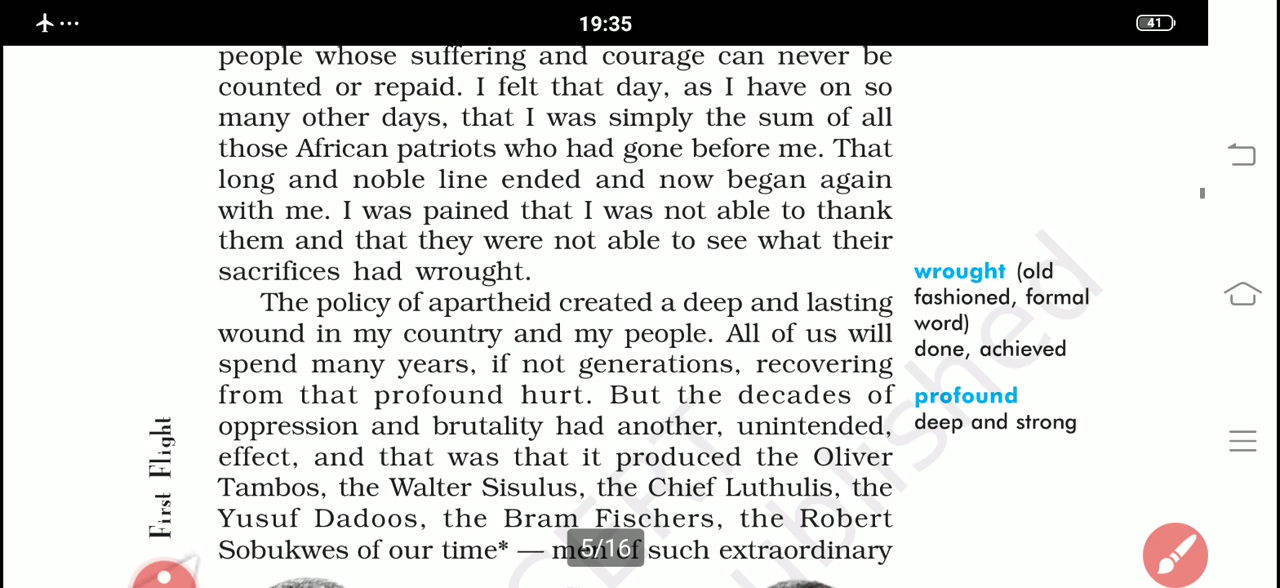 19:35
41
people whose suffering and courage can never be
counted or repaid. I felt that day, as I have on so
many other days, that I was simply the sum of all
those African patriots who had gone before me. That
long and noble line ended and now began again
with me. I was pained that I was not able to thank
them and that they were not able to see what their
sacrifices had wrought.
The policy of apartheid created a deep and lasting
wound in my country and my people. All of us will
spend many years, if not generations, recovering
from that profound hurt. But the decades of
oppression and brutality had another, unintended,
effect, and that was that it produced the Oliver
Tambos, the Walter Sisulus, the Chief Luthulis, the
Yusuf Dadoos, the Bram Fischers, the Robert
Sobukwes of our time* — men of such extraordinary
wrought (old
fashioned, formal
word)
done, achieved
profound
deep and strong
First Flight
5/16